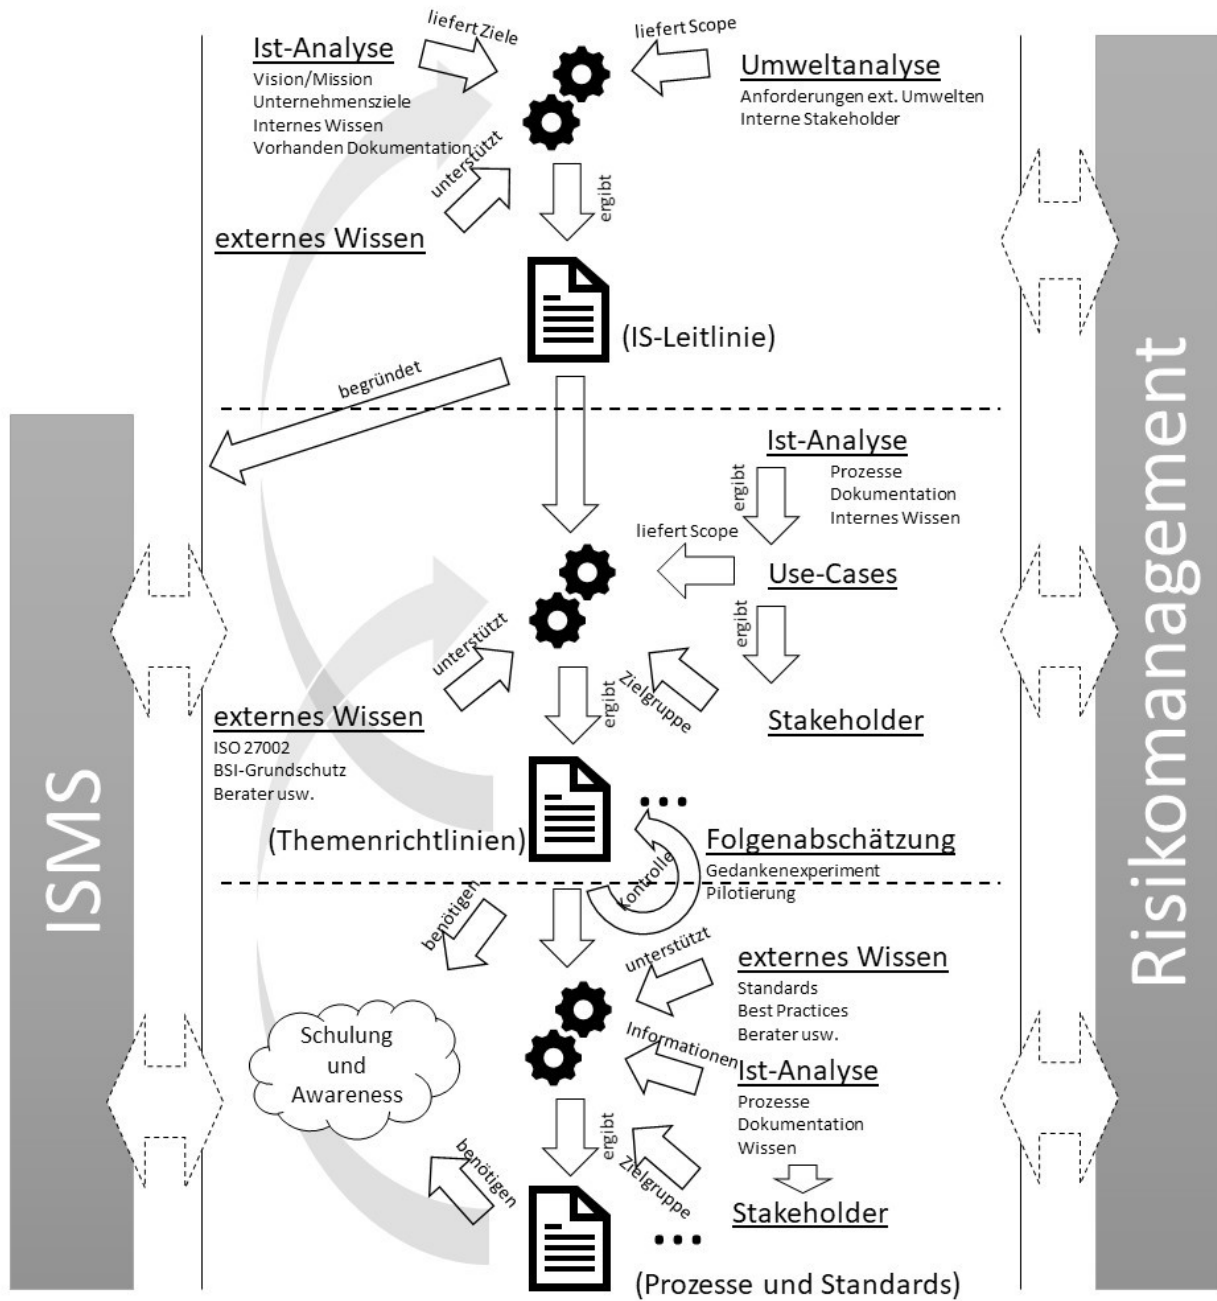 liefert Ziele
liefert Scope
Ist-Analyse
Vision/Mission
Unternehmensziele
Internes Wissen
Vorhanden Dokumentation
Umweltanalyse
Anforderungen ext. Umwelten
Interne Stakeholder
unterstützt
ergibt
externes Wissen
(IS-Leitlinie)
begründet
Ist-Analyse
Prozesse
Dokumentation
Internes Wissen
ergibt
liefert Scope
Use-Cases
ergibt
unterstützt
ergibt
Zielgruppe
externes Wissen
ISO 27002
BSI-Grundschutz
Berater usw.
Stakeholder
(Themenrichtlinien)
...
Folgenabschätzung
Gedankenexperiment
Pilotierung
Kontrolle
benötigen
unterstützt
externes Wissen
Standards
Best Practices
Berater usw.
Informationen
Ist-Analyse
Prozesse
Dokumentation
Wissen
Schulung
und
Awareness
benötigen
ergibt
Zielgruppe
Stakeholder
...
(Prozesse und Standards)
ISMS
Risikomanagement